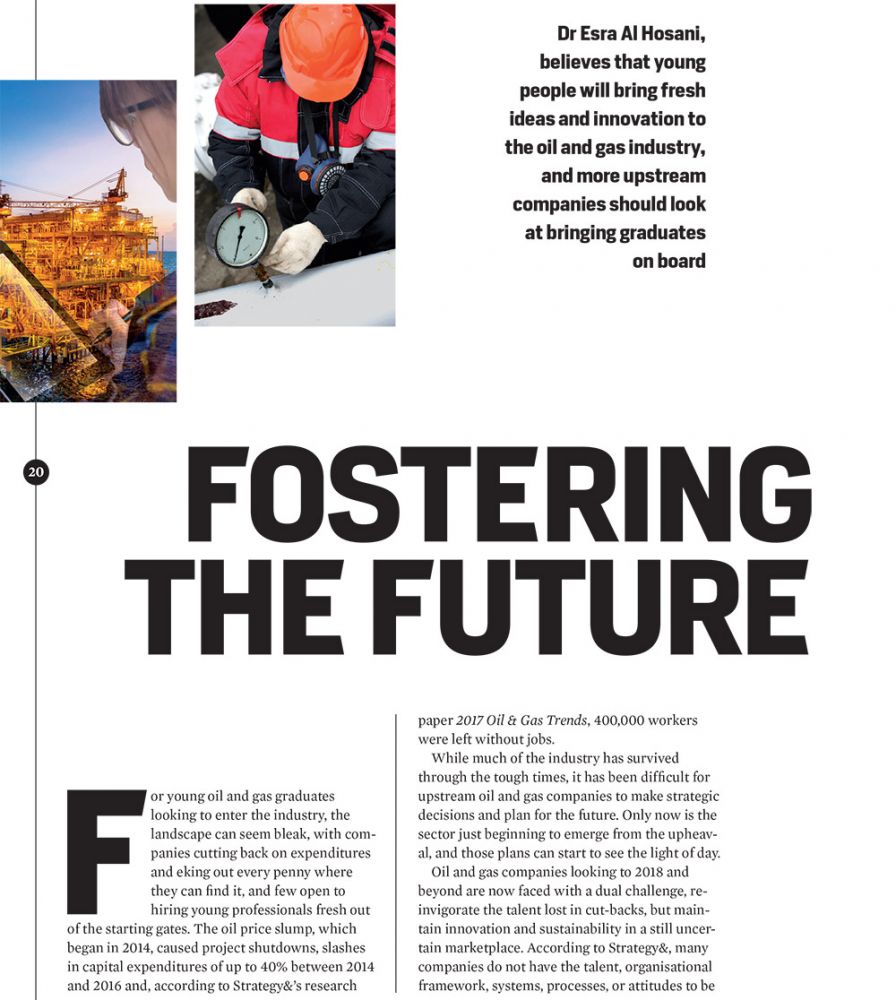 Dr Esra Al Hosani,
believes that young
people will bring fresh
ideas and innovation to
the oil and gas industry,
and more upstream
companies should look
at bringing graduates
on board
20
FOSTERING
THE FUTURE
For young oil and gas graduates
looking to enter the industry, the
landscape can seem bleak, with com-
panies cutting back on expenditures
and eking out every penny where
they can find it, and few open to
hiring young professionals fresh out
of the starting gates. The oil price slump, which
began in 2014, caused project shutdowns, slashes
in capital expenditures of up to 40% between 2014
and 2016 and, according to Strategy&'s research
paper 2017 Oil & Gas Trends, 400,000 workers
were left without jobs.
While much of the industry has survived
through the tough times, it has been difficult for
upstream oil and gas companies to make strategic
decisions and plan for the future. Only now is the
sector just beginning to emerge from the upheav-
al, and those plans can start to see the light of day.
Oil and gas companies looking to 2018 and
beyond are now faced with a dual challenge, re-
invigorate the talent lost in cut-backs, but main-
tain innovation and sustainability in a still uncer-
tain marketplace. According to Strategy&, many
companies do not have the talent, organisational
framework, systems, processes, or attitudes to be